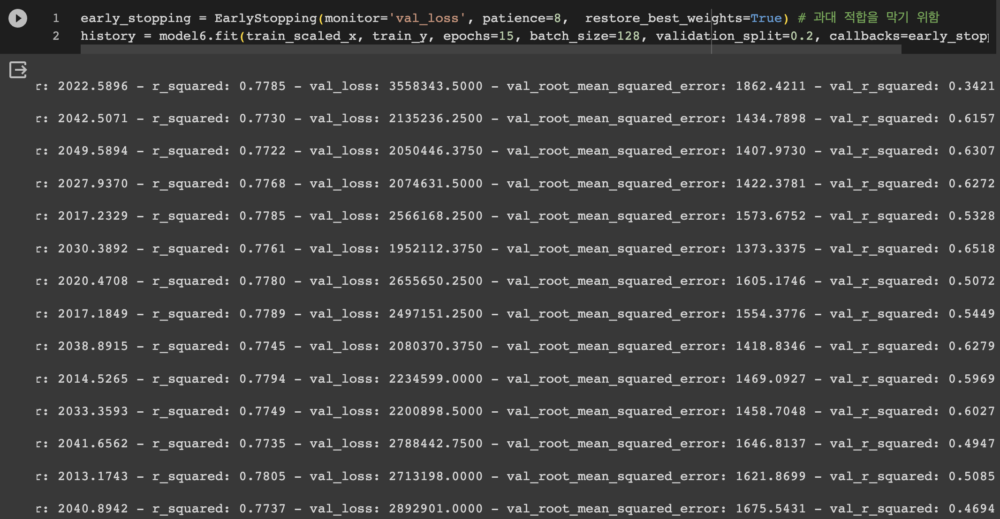 1 early_stopping = EarlyStopping(monitor='val_loss', patience=8,  restore_best_weights=True) # 과대 적합을 막기 위함
2 history = model6.fit(train_scaled_x, train_y, epochs=15, batch_size=128, validation_split=0.2, callbacks=early_stopp
r: 2022.5896 - r_squared: 0.7785 - val_loss: 3558343.5000 - val_root_mean_squared_error: 1862.4211 - val_r_squared: 0.3421
r: 2042.5071 - r_squared: 0.7730 - val_loss: 2135236.2500 - val_root_mean_squared_error: 1434.7898 - val_r_squared: 0.6157
r: 2049.5894 - r_squared: 0.7722 - val_loss: 2050446.3750 - val_root_mean_squared_error: 1407.9730 - val_r_squared: 0.6307
r: 2027.9370 - r_squared: 0.7768 - val_loss: 2074631.5000 - val_root_mean_squared_error: 1422.3781 - val_r_squared: 0.6272
r: 2017.2329 - r_squared: 0.7785 - val_loss: 2566168.2500 - val_root_mean_squared_error: 1573.6752 - val_r_squared: 0.5328
r: 2030.3892 - r_squared: 0.7761 - val_loss: 1952112.3750 - val_root_mean_squared_error: 1373.3375 - val_r_squared: 0.6518
r: 2020.4708 - r_squared: 0.7780 - val_loss: 2655650.2500 - val_root_mean_squared_error: 1605.1746 - val_r_squared: 0.5072
r: 2017.1849 - r_squared: 0.7789 - val_loss: 2497151.2500 - val_root_mean_squared_error: 1554.3776 - val_r_squared: 0.5449
r: 2038.8915 - r_squared: 0.7745 - val_loss: 2080370.3750 - val_root_mean_squared_error: 1418.8346 - val_r_squared: 0.6279
r: 2014.5265 - r_squared: 0.7794 - val_loss: 2234599.0000 - val_root_mean_squared_error: 1469.0927 - val_r_squared: 0.5969
r: 2033.3593 - r_squared: 0.7749 - val_loss: 2200898.5000 - val_root_mean_squared_error: 1458.7048 - val_r_squared: 0.6027
r: 2041.6562 - r_squared: 0.7735 - val_loss: 2788442.7500 - val_root_mean_squared_error: 1646.8137 - val_r_squared: 0.4947
r: 2013.1743 - r_squared: 0.7805 - val_loss: 2713198.0000 - val_root_mean_squared_error: 1621.8699 - val_r_squared: 0.5085
r: 2040.8942 - r_squared: 0.7737 - val_loss: 2892901.0000 - val_root_mean_squared_error: 1675.5431 - val_r_squared: 0.4694